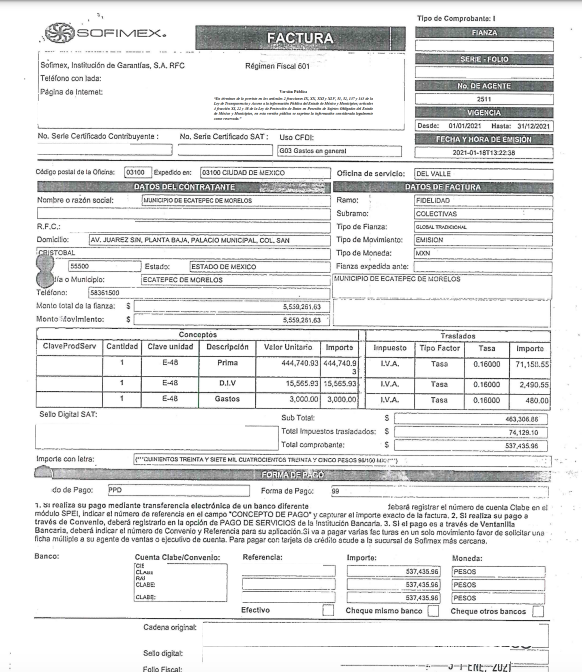 SOFIMEX®
Tipo de Comprobante: I
FACTURA
FIANZA
Sofimex, Institución de Garantías, S.A. RFC
Régimen Fiscal 601
Teléfono con lada:
Página de Internet:
SERIE - FOLIO
No. DE AGENTE
2511
VIGENCIA
Desde: 01/01/2021 Hasta: 31/12/2021
FECHA Y HORA DE EMISIÓN
2021-01-18T13:22:38
Versión Pública
No. Serie Certificado Contribuyente :
No. Serie Certificado SAT :
Uso CFDI:
G03 Gastos en general
Código postal de la Oficina: 03100 Expedido en: 03100 CIUDAD DE MEXICO
Oficina de servicio: DEL VALLE
DATOS DEL CONTRATANTE
DATOS DE FACTURA
Nombre o razón social: MUNICIPIO DE ECATEPEC DE MORELOS
Ramo: FIDELIDAD
Subramo: COLECTIVAS
R.F.C.:
Tipo de Fianza: GLOBAL TRADICIONAL
Domicilio: AV. JUAREZ SIN, PLANTA BAJA, PALACIO MUNICIPAL, COL. SAN
CRISTOBAL
Tipo de Movimiento: EMISION
Tipo de Moneda: MXN
55500 Estado: ESTADO DE MEXICO
Fianza expedida ante:
o Municipio: ECATEPEC DE MORELOS
MUNICIPIO DE ECATEPEC DE MORELOS
Teléfono: 58361500
Monto total de la fianza: $ 5,559,261.63
Monto Movimiento: $ 5,559,261.63
Conceptos
Traslados
ClaveProdServ Cantidad Clave unidad Descripción Valor Unitario Importe
Impuesto Tipo Factor Tasa Importe
1 E-48 Prima 444,740.93 444,740.9
3
I.V.A. Tasa 0.16000 71,158.55
1 E-48 D.I.V 15,565.93 15,565.93
I.V.A. Tasa 0.16000 2,490.55
1 E-48 Gastos 3,000.00 3,000.00
I.V.A. Tasa 0.16000 480.00
Sello Digital SAT:
Sub Total: $ 463,306.86
Total Impuestos trasladados: $ 74,129.10
Total comprobante: $ 537,435.96
Importe con letra: (***QUINIENTOS TREINTA Y SIETE MIL CUATROCIENTOS TREINTA Y CINCO PESOS 96/100
FORMA DE PAGO
do de Pago: PPD
Forma de Pago: 99
1. Si realiza su pago mediante transferencia electrónica de un banco diferente deberá registrar el número de cuenta Clabe en el
módulo SPEI, indicar el número de referencia en el campo "CONCEPTO DE PAGO" y capturar el importe exacto de la factura. 2. Si realiza su pago a
través de Convenio, deberá registrarlo en la opción de PAGO DE SERVICIOS de la Institución Bancaria. 3. Si el pago es a través de Ventanilla
Bancaria, deberá indicar el número de Convenio y Referencia para su aplicación.Si va a pagar varias facturas en un solo movimiento favor de solicitar una
ficha múltiple a su agente de ventas o ejecutivo de cuenta. Para pagar con tarjeta de crédito acude a la sucursal de Sofimex más cercana.
Banco:
Cuenta Clabe/Convenio:
Referencia:
Importe:
Moneda:
CIE
537,435.96 PESOS
CLABE:
537,435.96 PESOS
CLABE:
537,435.96 PESOS
Efectivo
Cheque mismo banco
Cheque otros bancos
Cadena original:
Sello digital:
Folio Fiscal:
ENE. 2021